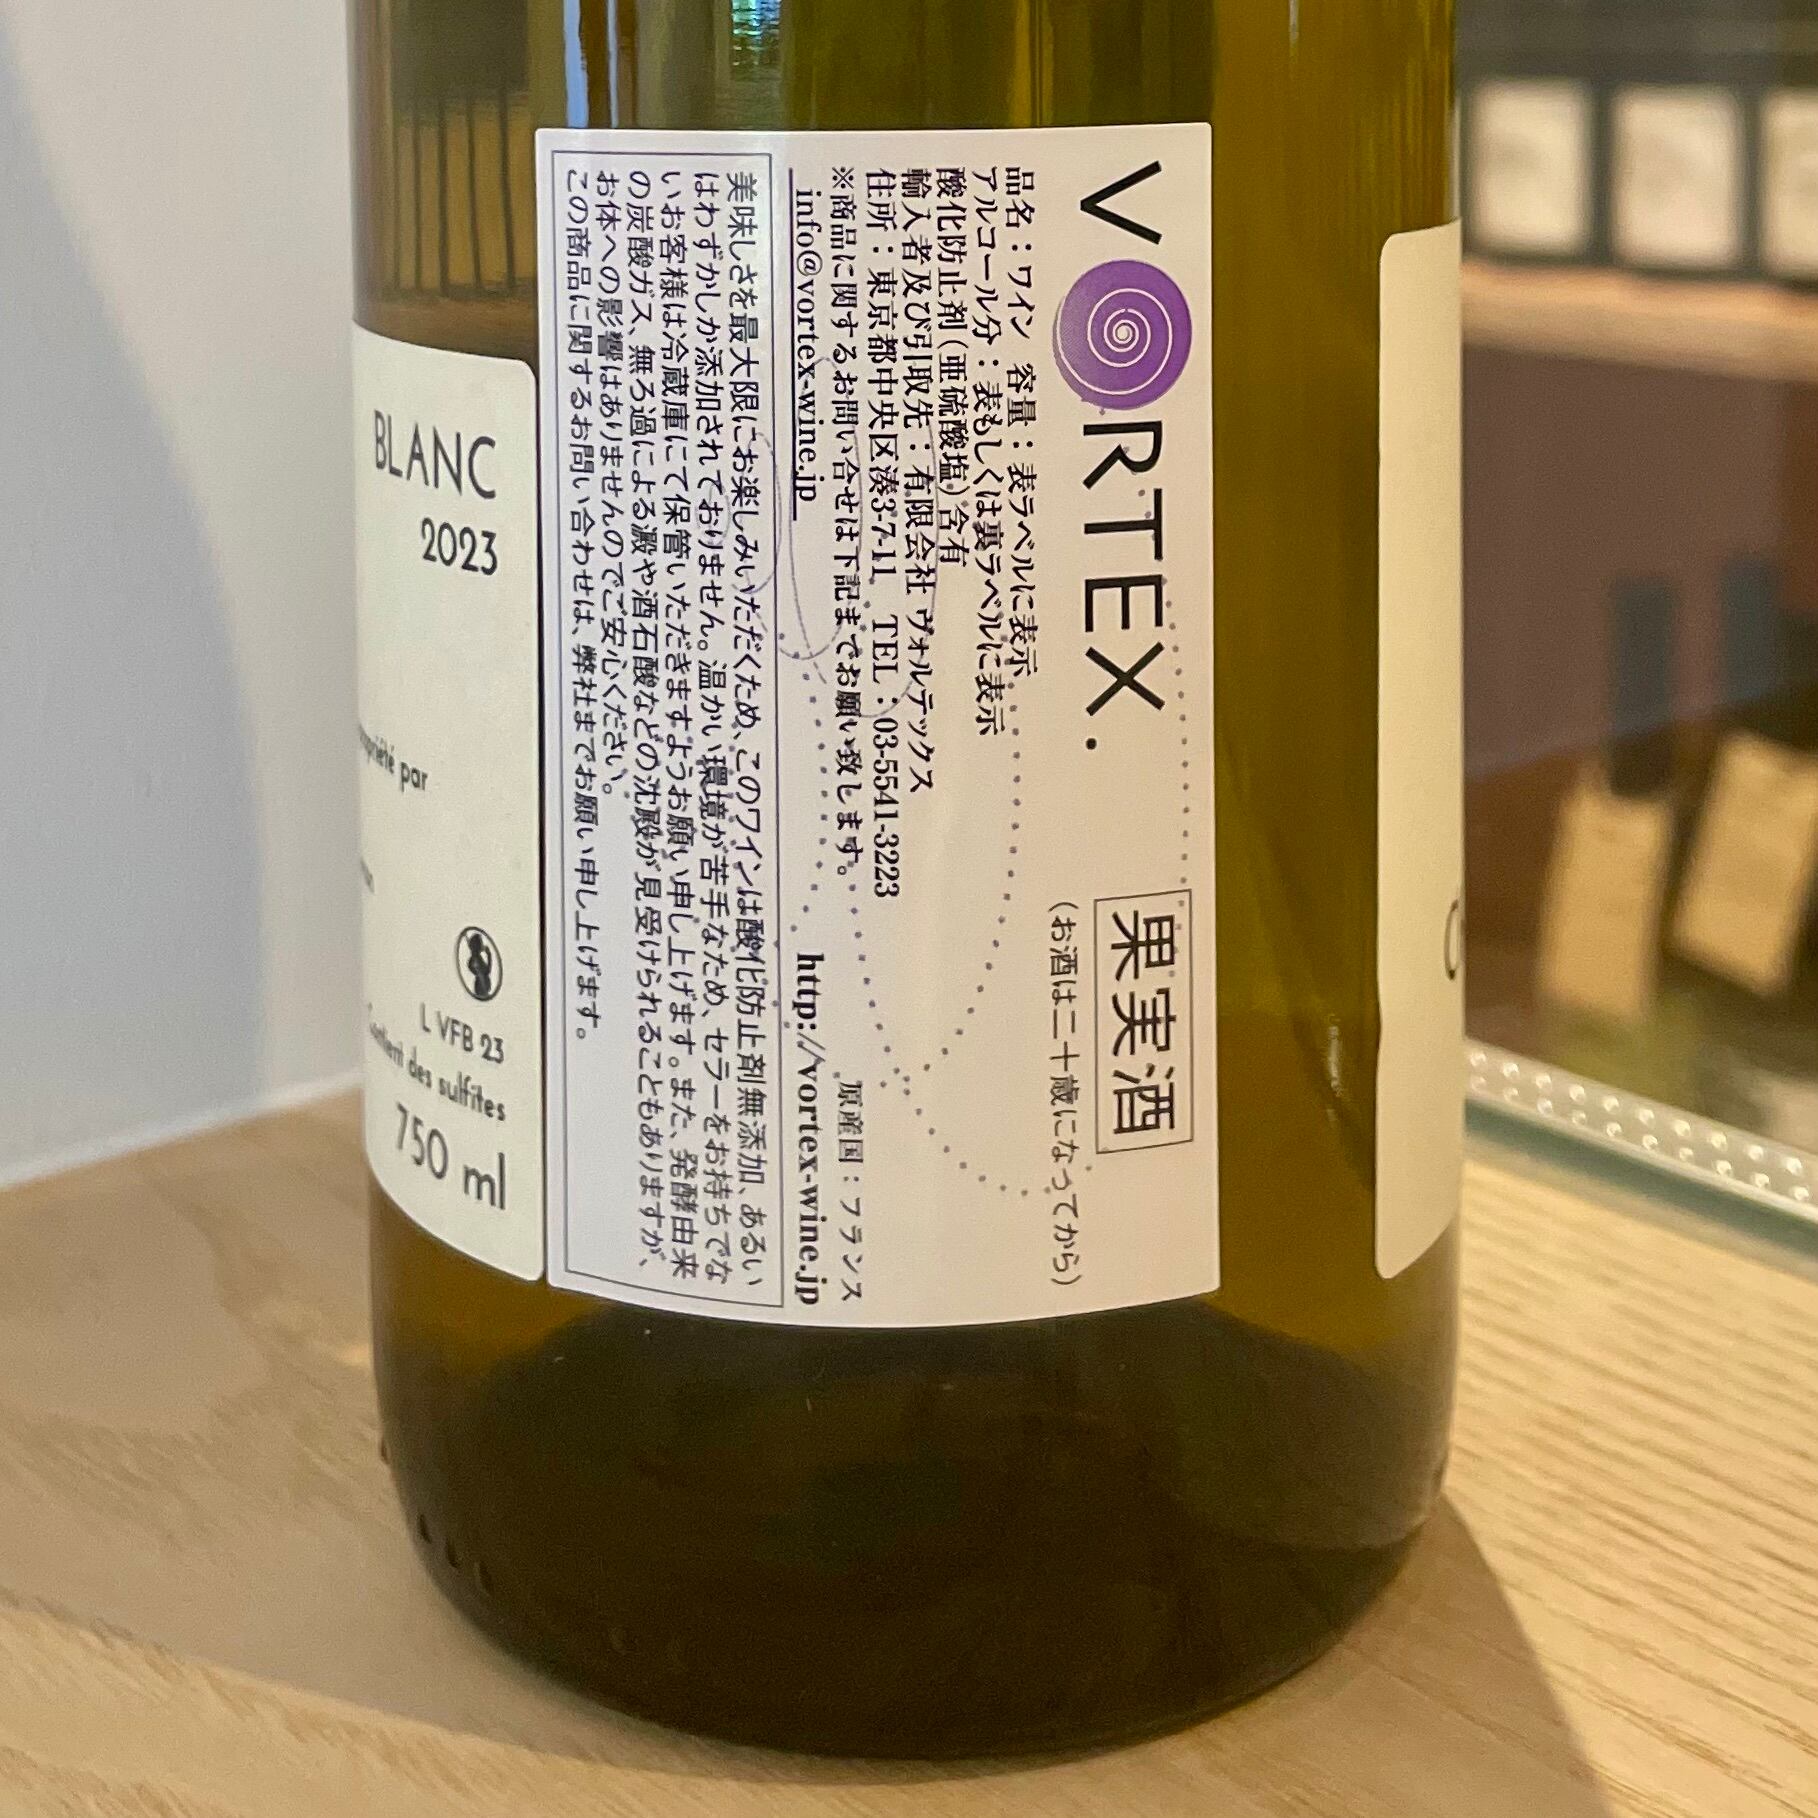 VORTEX.
果実酒
(お酒は二十歳になってから)
品名：ワイン 容量：表ラベルに表示
アルコール分：表もしくは裏ラベルに表示
酸化防止剤(亜硫酸塩)含有
輸入者及び引取先：有限会社 ヴォルテックス
住所：東京都中央区湊3-7-11 TEL：03-5541-3223
※商品に関するお問い合せは下記までお願い致します。
原産国：フランス
info@vortex-wine.jp
http://vortex-wine.jp
美味しさを最大限にお楽しみいただくため、このワインは酸化防止剤無添加、あるい
はわずかしか添加されておりません。温かい環境が苦手なため、セラーをお持ちでな
いお客様は冷蔵庫にて保管いただきますようお願い申し上げます。また、発酵由来
の炭酸ガス、無ろ過による澱や酒石酸などの沈殿が見受けられることもありますが、
お体への影響はありませんのでご安心ください。
この商品に関するお問い合わせは、弊社までお願い申し上げます。
BLANC
2023
par
L VFB 23
des sulfites
750 ml